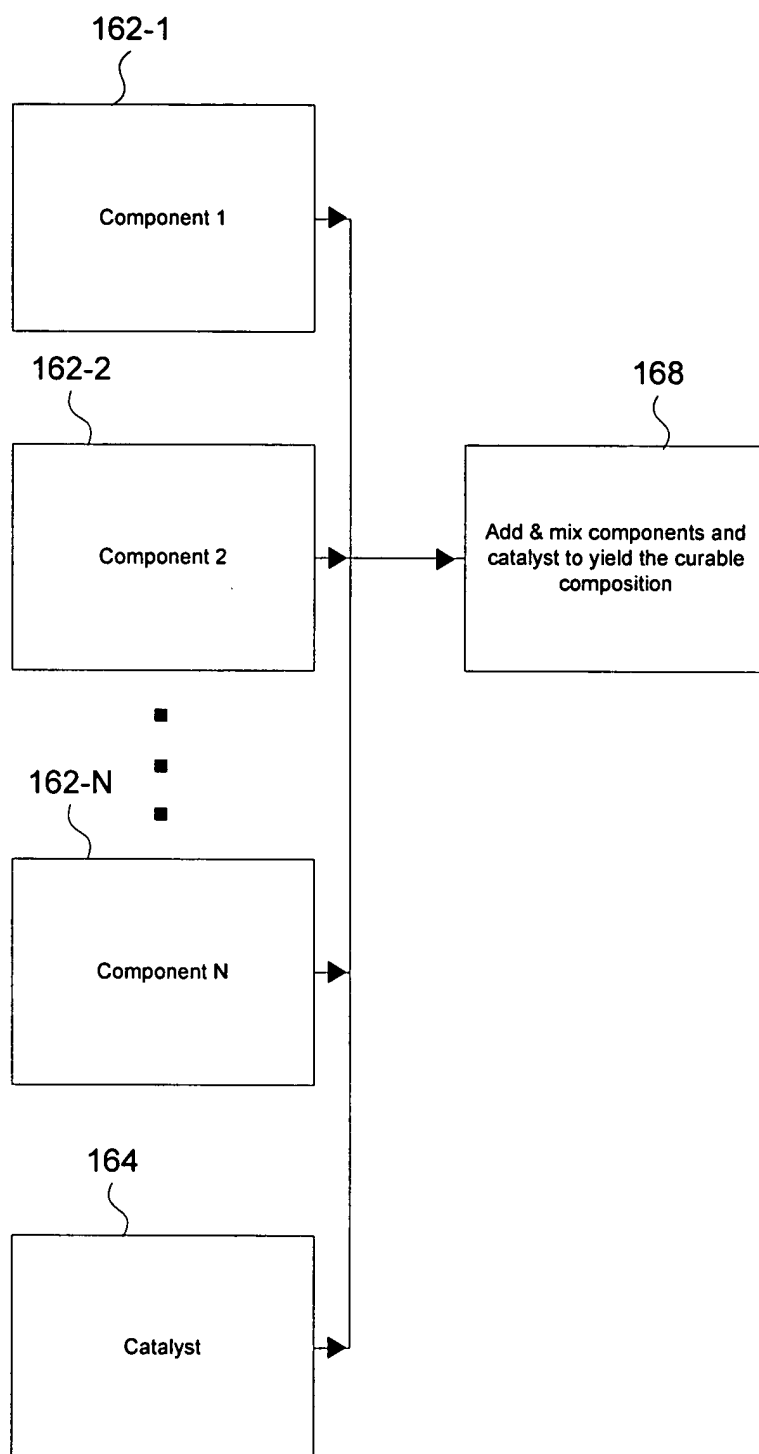 162-1
Component 1
162-2
Component 2
168
Add & mix components and
catalyst to yield the curable
composition
162-N
Component N
164
Catalyst